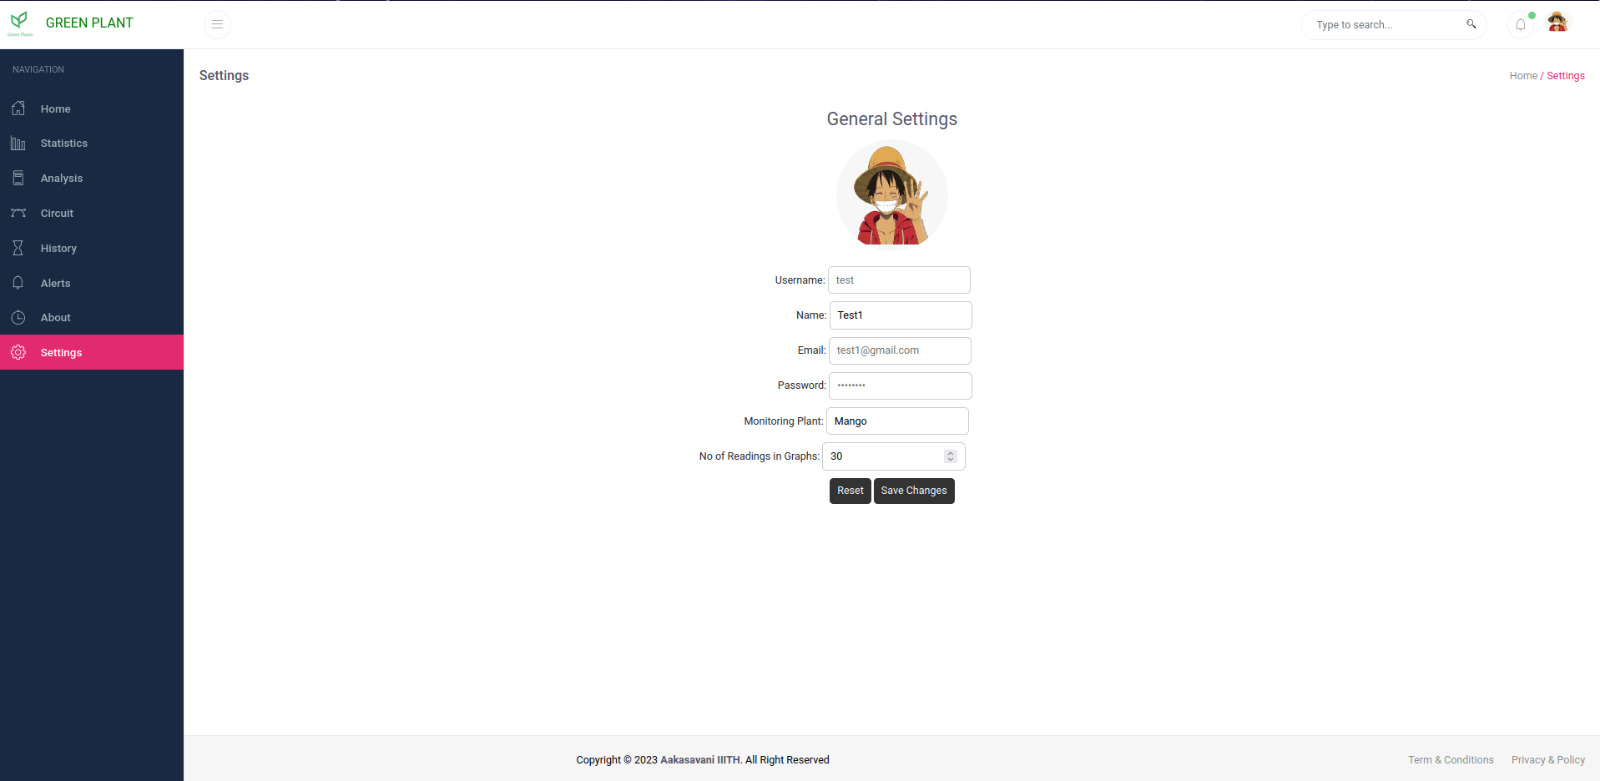 GREEN PLANT
Green Plants
Type to search...
NAVIGATION
Home
Statistics
Analysis
Circuit
History
Alerts
About
Settings
Settings
Home / Settings
General Settings
Username: test
Name: Test1
Email: test1@gmail.com
Password: ••••••••
Monitoring Plant: Mango
No of Readings in Graphs: 30
Reset Save Changes
Copyright © 2023 Aakasavani IIITH. All Right Reserved
Term & Conditions Privacy & Policy